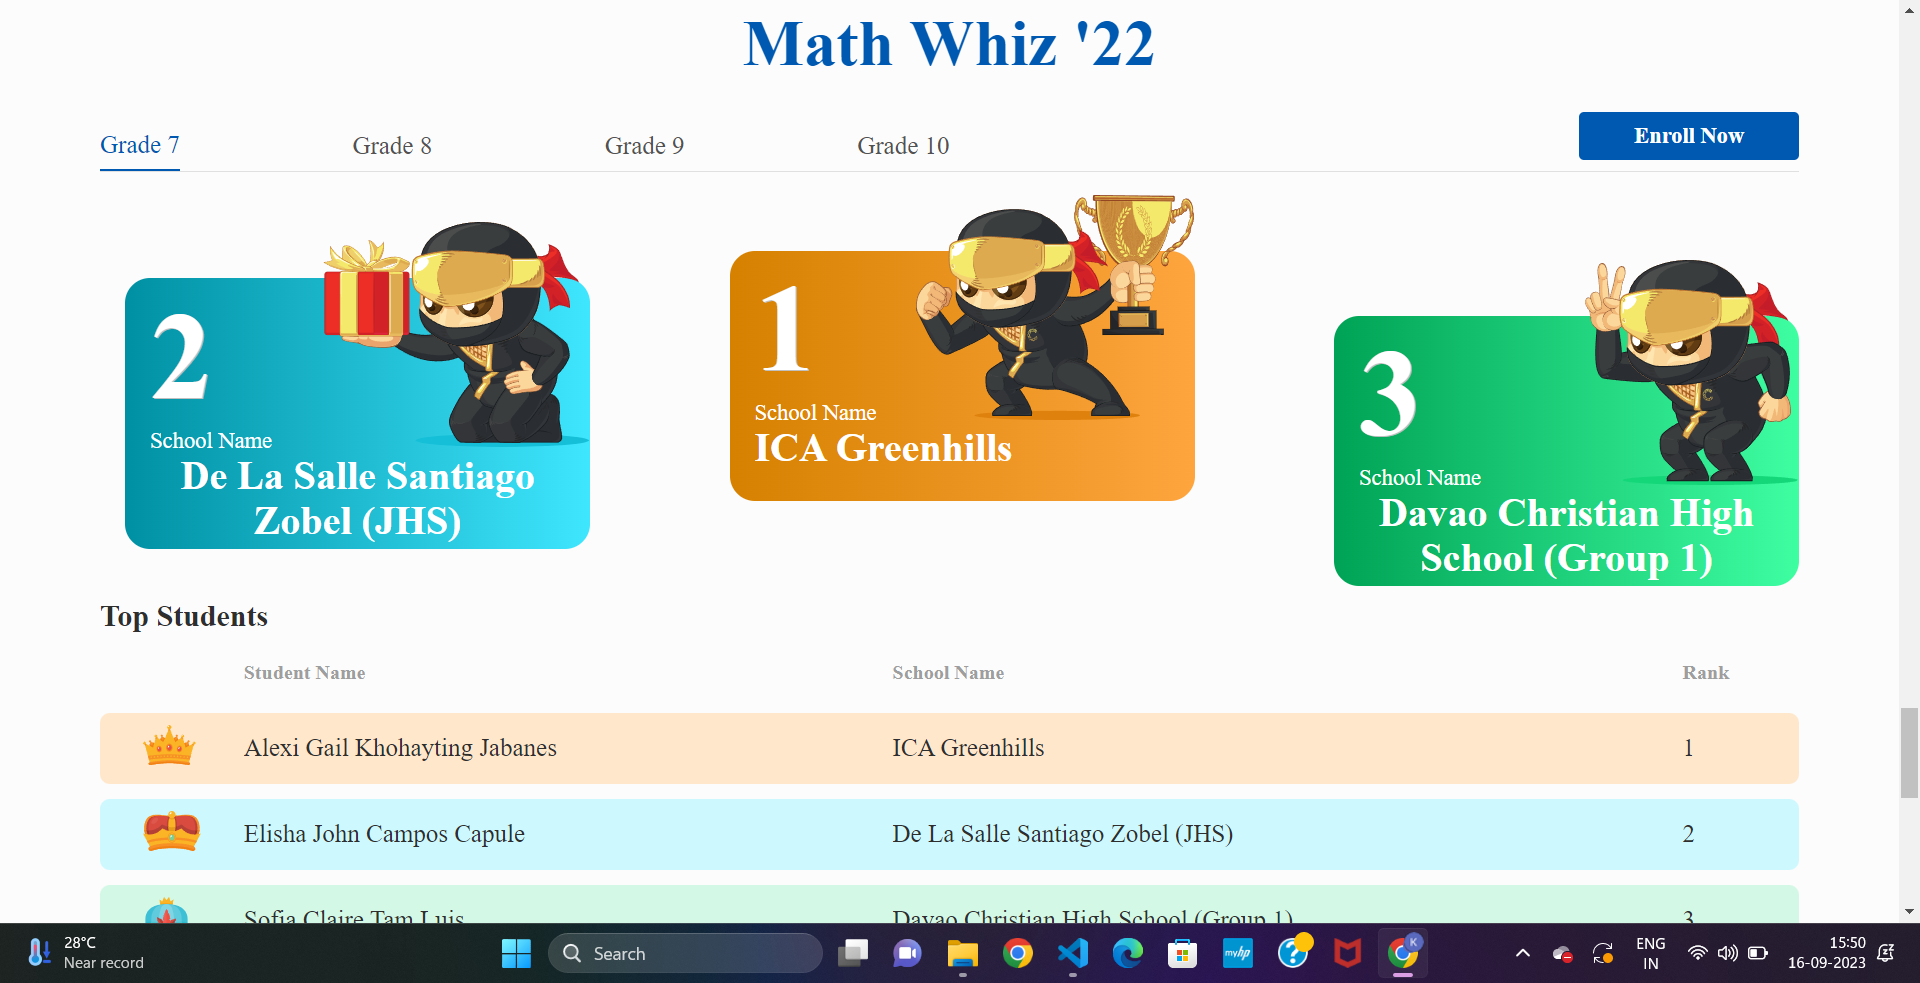 Math Whiz '22
Grade 7
Grade 8
Grade 9
Grade 10
Enroll Now
2
School Name
De La Salle Santiago
Zobel (JHS)
1
School Name
ICA Greenhills
3
School Name
Davao Christian High
School (Group 1)
Top Students
Student Name School Name Rank
Alexi Gail Khohayting Jabanes ICA Greenhills 1
Elisha John Campos Capule De La Salle Santiago Zobel (JHS) 2
Sofia Claire Tam Luis Davao Christian High School (Group 1) 3
28°C
Near record
Search
myhp
K
ENG
IN
15:50
16-09-2023